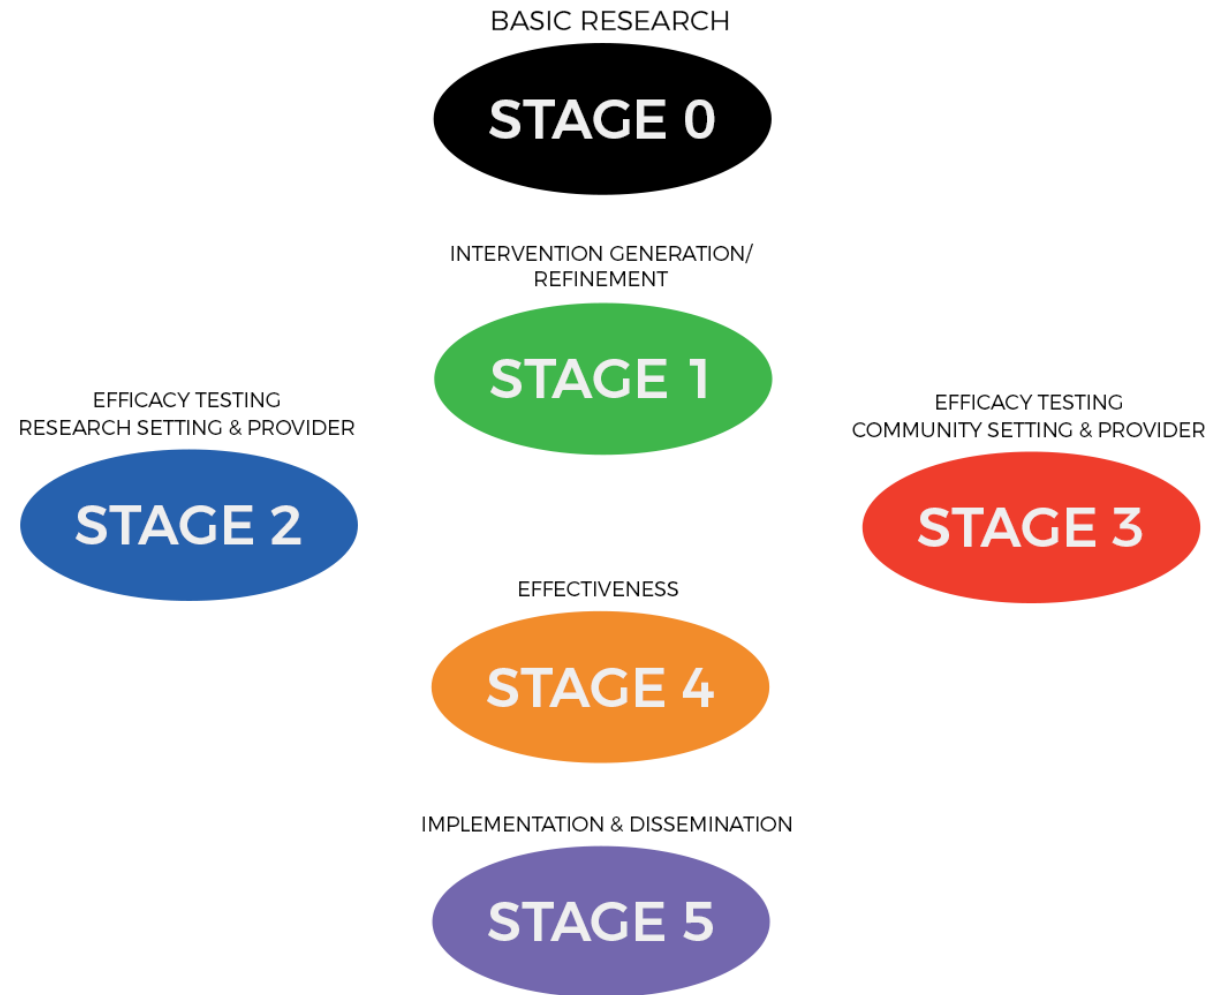 BASIC RESEARCH
STAGE 0
INTERVENTION GENERATION/
REFINEMENT
STAGE 1
EFFICACY TESTING
RESEARCH SETTING & PROVIDER
STAGE 2
EFFICACY TESTING
COMMUNITY SETTING & PROVIDER
STAGE 3
EFFECTIVENESS
STAGE 4
IMPLEMENTATION & DISSEMINATION
STAGE 5